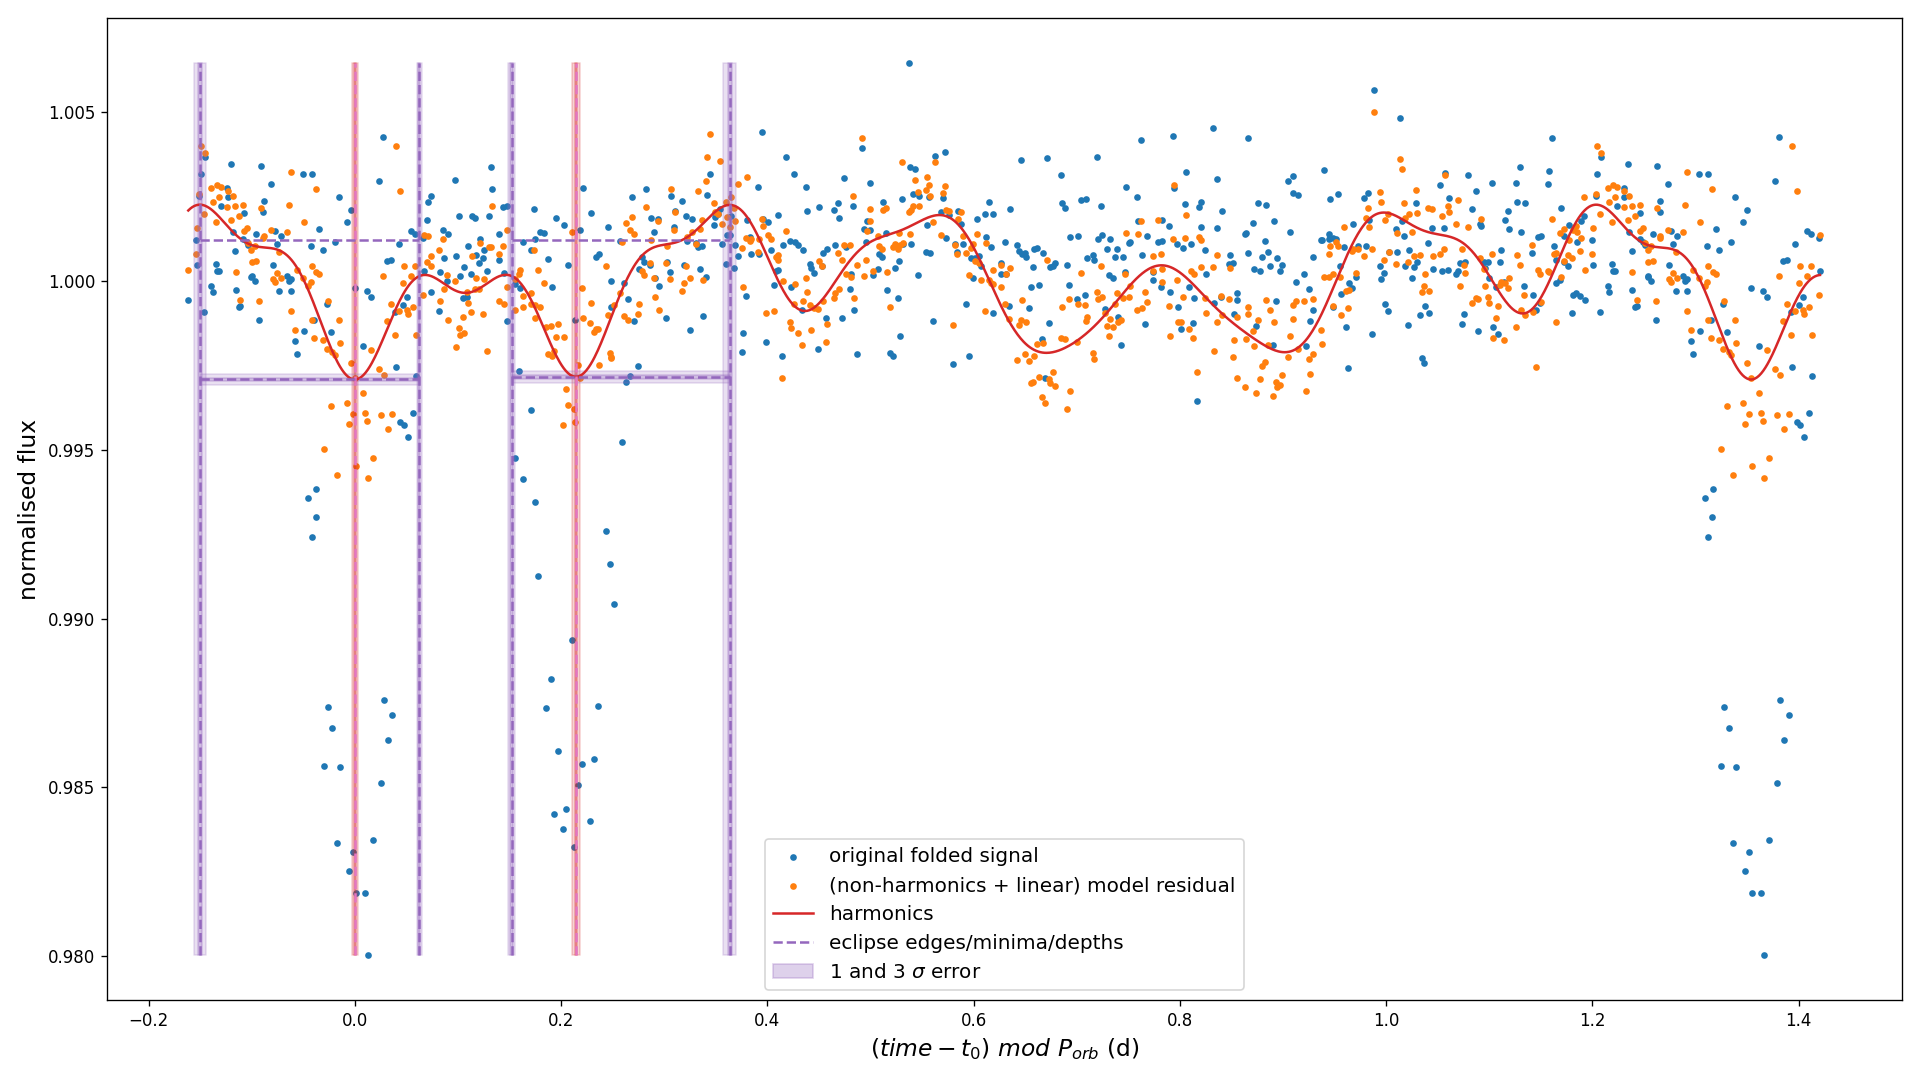 normalised flux
1.005
1.000
0.995
0.990
0.985
0.980
original folded signal
(non-harmonics + linear) model residual
harmonics
eclipse edges/minima/depths
1 and 3 σ error
−0.2 0.0 0.2 0.4 0.6 0.8 1.0 1.2 1.4
(time − t₀) mod Pₒᵣb (d)